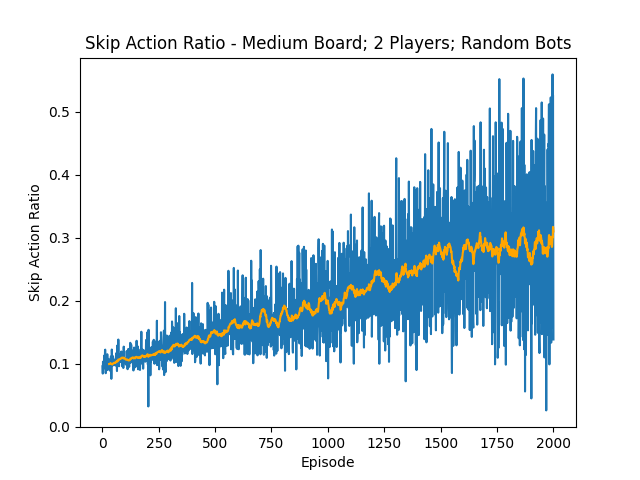 Skip Action Ratio - Medium Board; 2 Players; Random Bots
Skip Action Ratio
0.5
0.4
0.3
0.2
0.1
0.0
0 250 500 750 1000 1250 1500 1750 2000
Episode